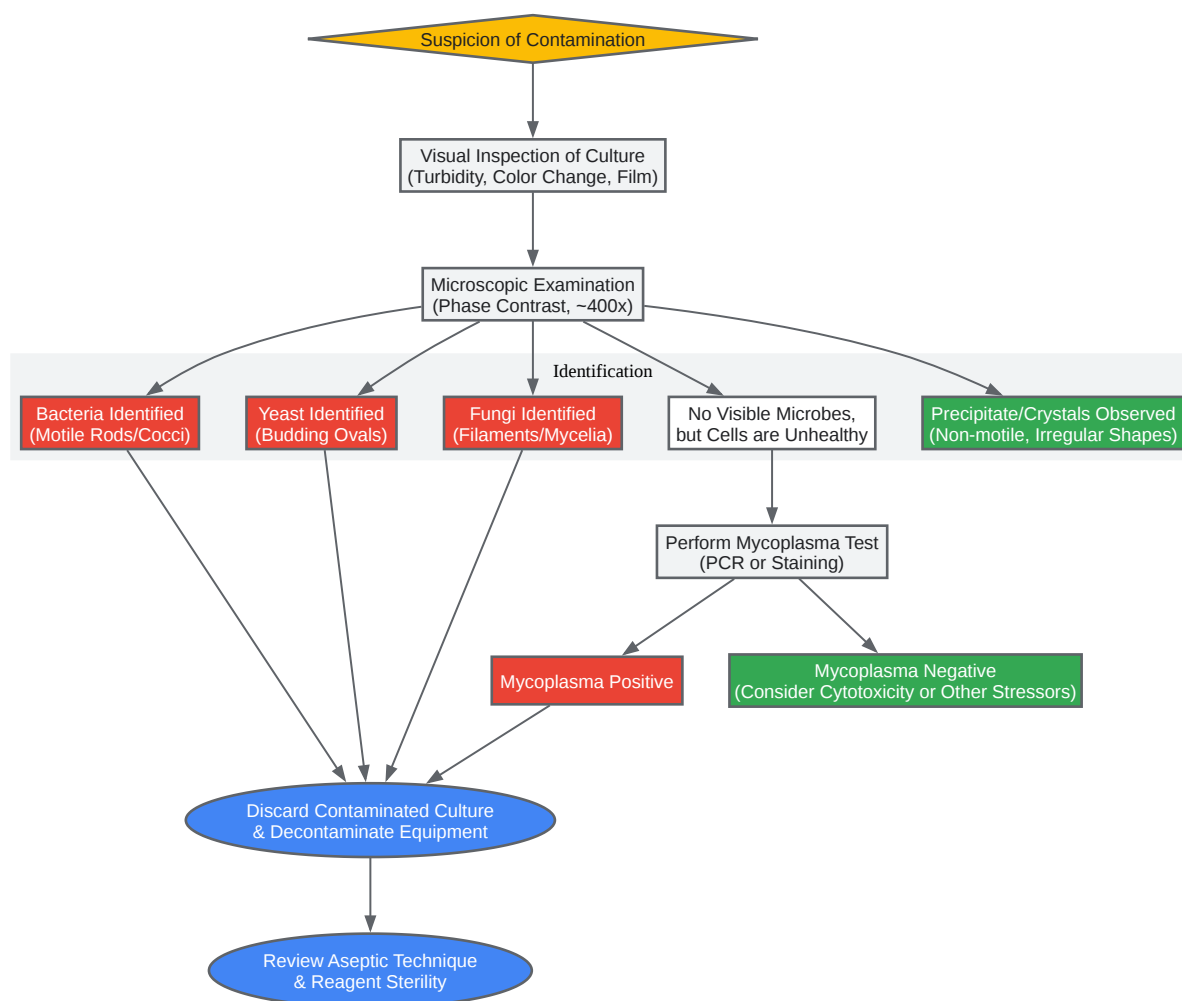 Suspicion of Contamination
Visual Inspection of Culture
(Turbidity, Color Change, Film)
Microscopic Examination
(Phase Contrast, ~400x)
Identification
Bacteria Identified
(Motile Rods/Cocci)
Yeast Identified
(Budding Ovals)
Fungi Identified
(Filaments/Mycelia)
No Visible Microbes,
but Cells are Unhealthy
Precipitate/Crystals Observed
(Non-motile, Irregular Shapes)
Perform Mycoplasma Test
(PCR or Staining)
Mycoplasma Positive
Mycoplasma Negative
(Consider Cytotoxicity or Other Stressors)
Discard Contaminated Culture
& Decontaminate Equipment
Review Aseptic Technique
& Reagent Sterility